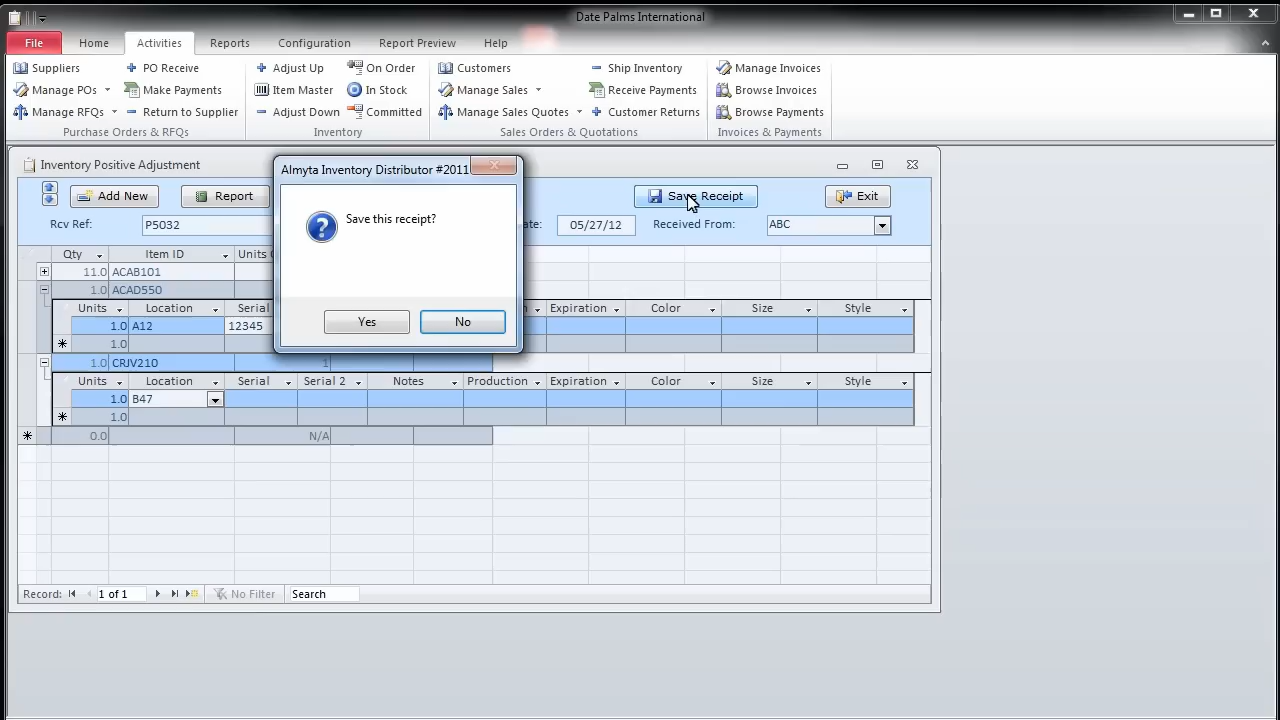 Date Palms International
File Home Activities Reports Configuration Report Preview Help
Suppliers + PO Receive + Adjust Up On Order Customers − Ship Inventory Manage Invoices
Manage POs Make Payments Item Master In Stock Manage Sales Receive Payments Browse Invoices
Manage RFQs − Return to Supplier − Adjust Down Committed Manage Sales Quotes + Customer Returns Browse Payments
Purchase Orders & RFQs Inventory Sales Orders & Quotations Invoices & Payments
Inventory Positive Adjustment
Almyta Inventory Distributor #2011
Save this receipt?
Yes No
Add New Report Save Receipt Exit
Rcv Ref: P5032 ate: 05/27/12 Received From: ABC
Qty Item ID Units
11.0 ACAB101
1.0 ACAD550
Units Location Serial Expiration Color Size Style
1.0 A12 12345
* 1.0
1.0 CRJV210 1
Units Location Serial Serial 2 Notes Production Expiration Color Size Style
1.0 B47
* 1.0
* 0.0 N/A
Record: 1 of 1 No Filter Search